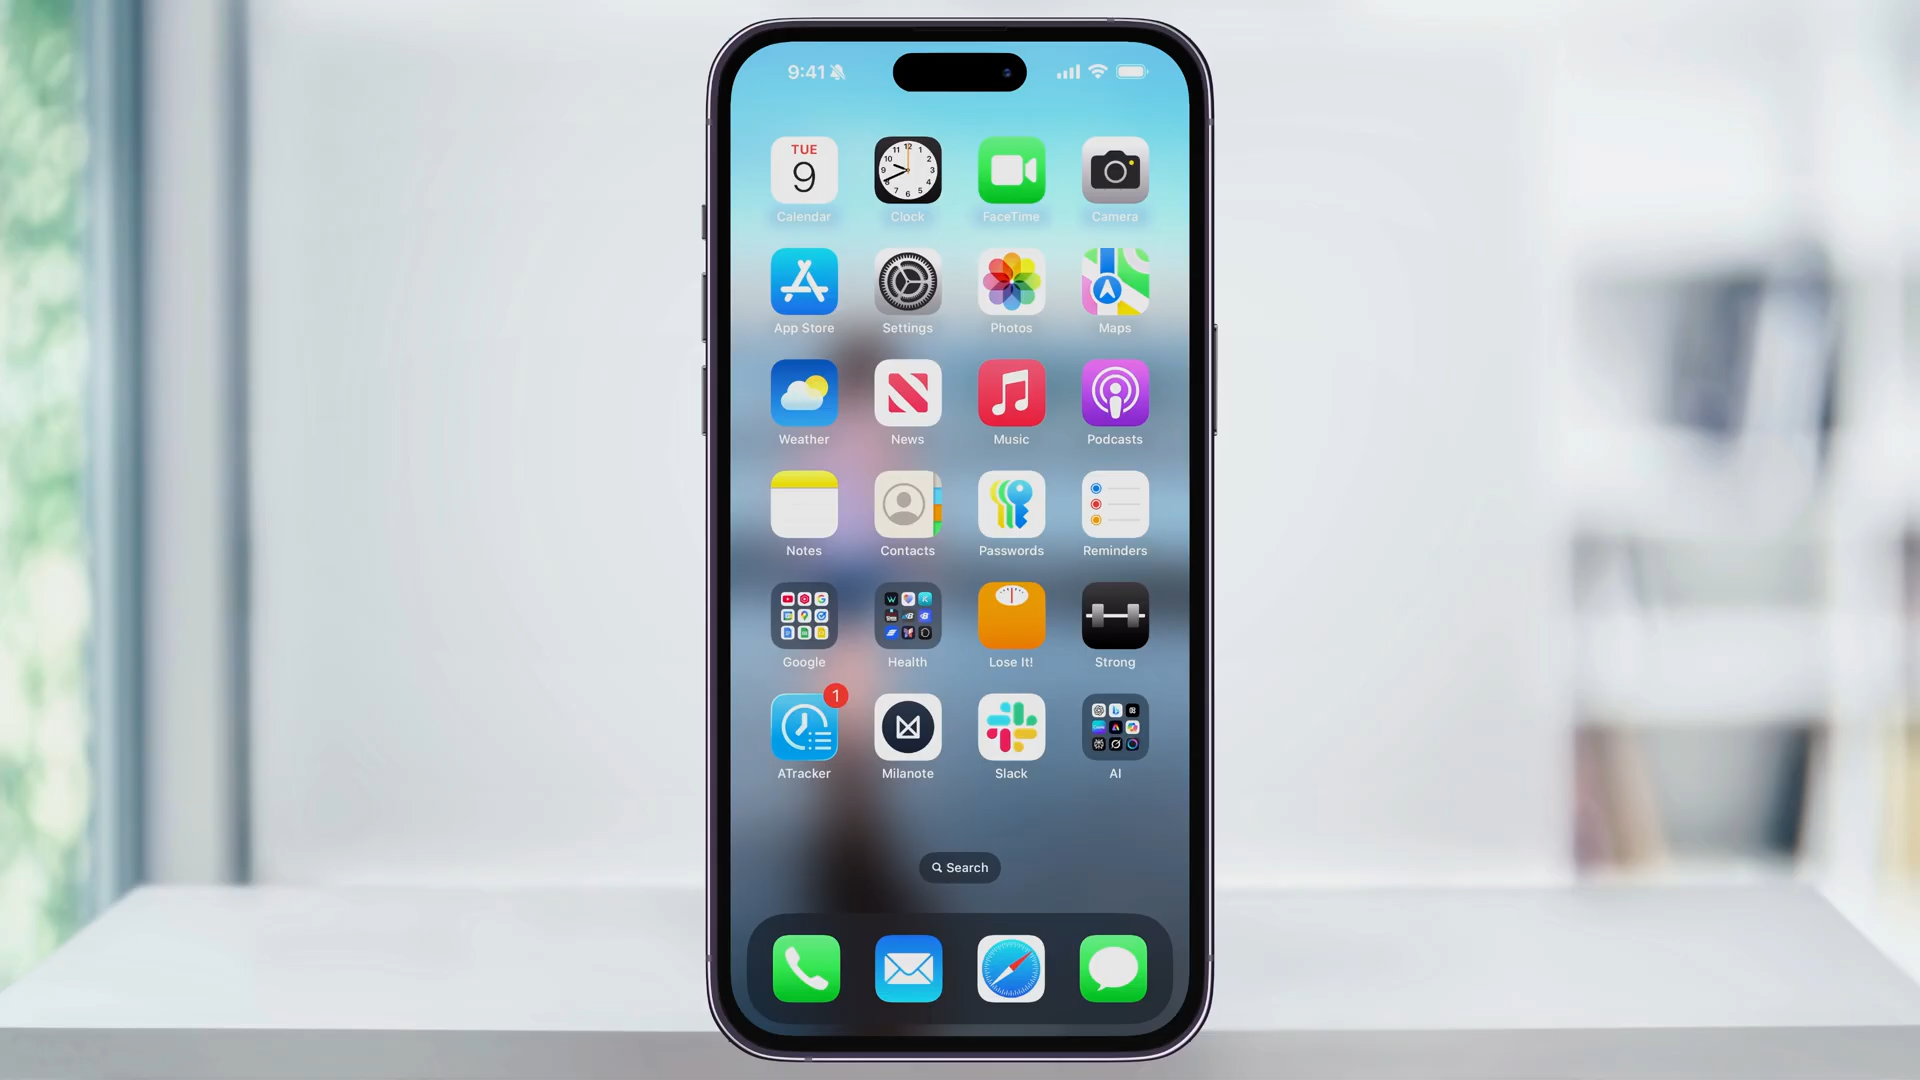 9:41
TUE
9
Calendar
Clock
FaceTime
Camera
App Store
Settings
Photos
Maps
Weather
News
Music
Podcasts
Notes
Contacts
Passwords
Reminders
Google
Health
Lose It!
Strong
1
ATracker
Milanote
Slack
AI
Search